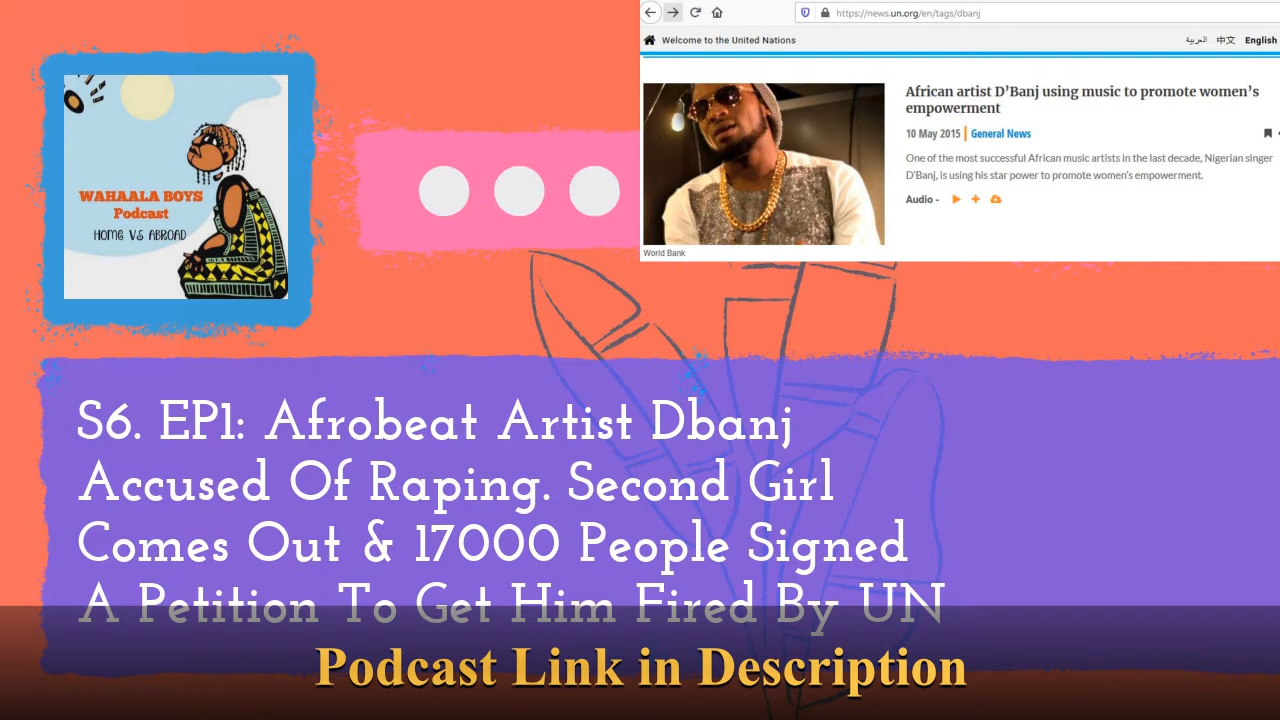 https://news.un.org/en/tags/dbanj
Welcome to the United Nations
العربية 中文 English
African artist D’Banj using music to promote women’s
empowerment
10 May 2015 | General News
One of the most successful African music artists in the last decade, Nigerian singer
D’Banj, is using his star power to promote women’s empowerment.
Audio -
World Bank
WAHAALA BOYS
Podcast
HOME VS ABROAD
S6. EP1: Afrobeat Artist Dbanj
Accused Of Raping. Second Girl
Comes Out & 17000 People Signed
A Petition To Get Him Fired By UN
Podcast Link in Description